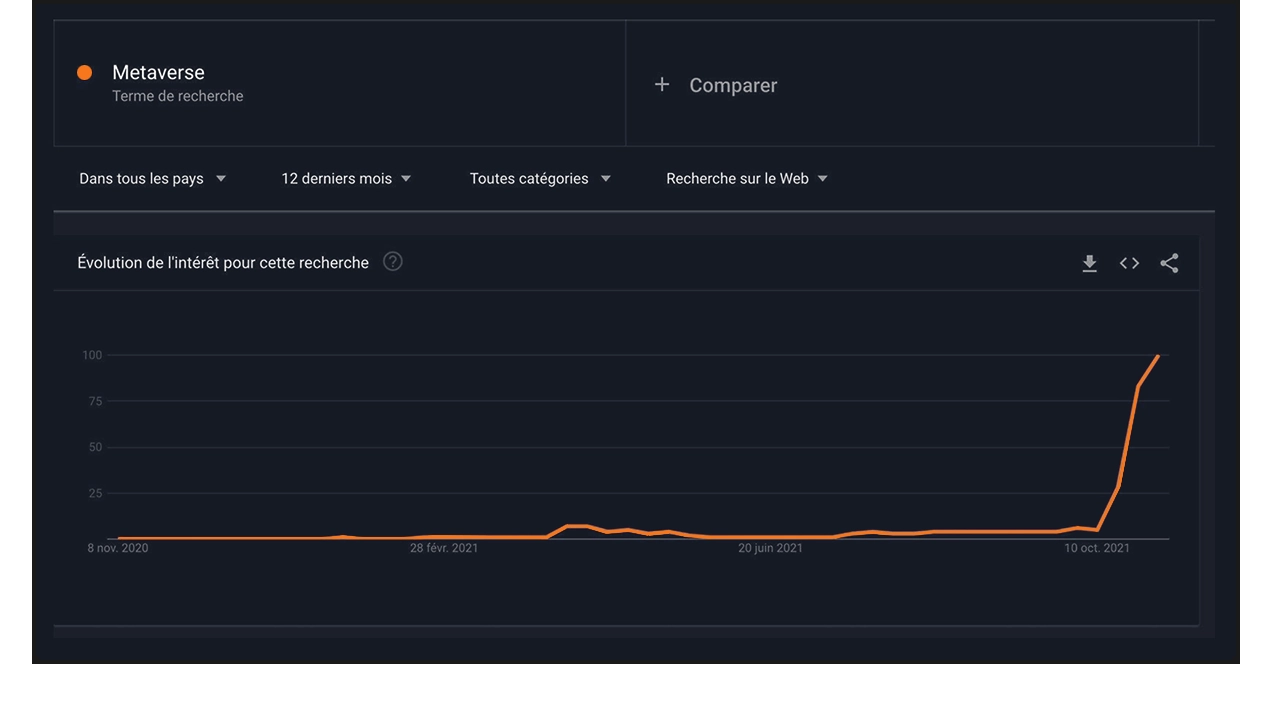 Metaverse
Terme de recherche
+ Comparer
Dans tous les pays
12 derniers mois
Toutes catégories
Recherche sur le Web
Évolution de l'intérêt pour cette recherche ?
100
75
50
25
8 nov. 2020
28 févr. 2021
20 juin 2021
10 oct. 2021